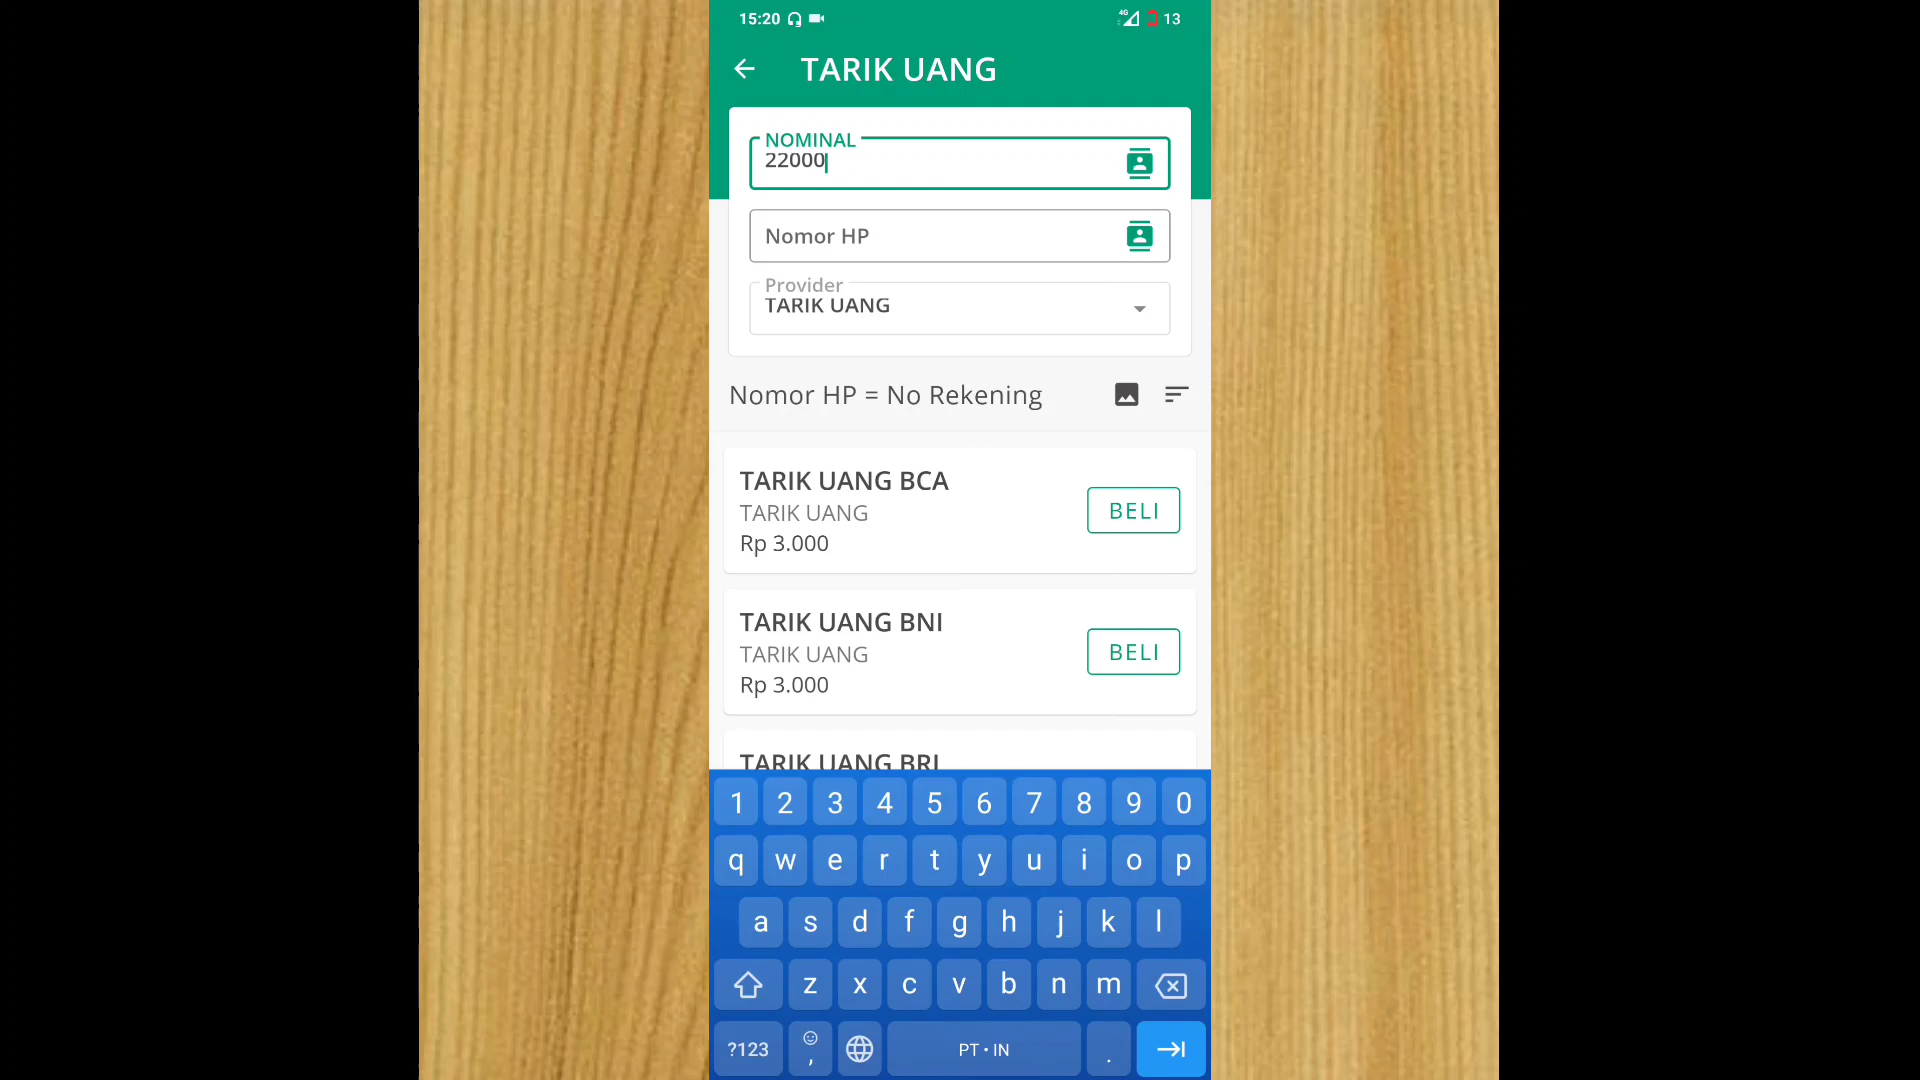 15:20
4G
13
TARIK UANG
NOMINAL
22000
Nomor HP
Provider
TARIK UANG
Nomor HP = No Rekening
TARIK UANG BCA
TARIK UANG
Rp 3.000
BELI
TARIK UANG BNI
TARIK UANG
Rp 3.000
BELI
TARIK UANG BRI
1 2 3 4 5 6 7 8 9 0
q w e r t y u i o p
a s d f g h j k l
z x c v b n m
?123 , PT • IN .